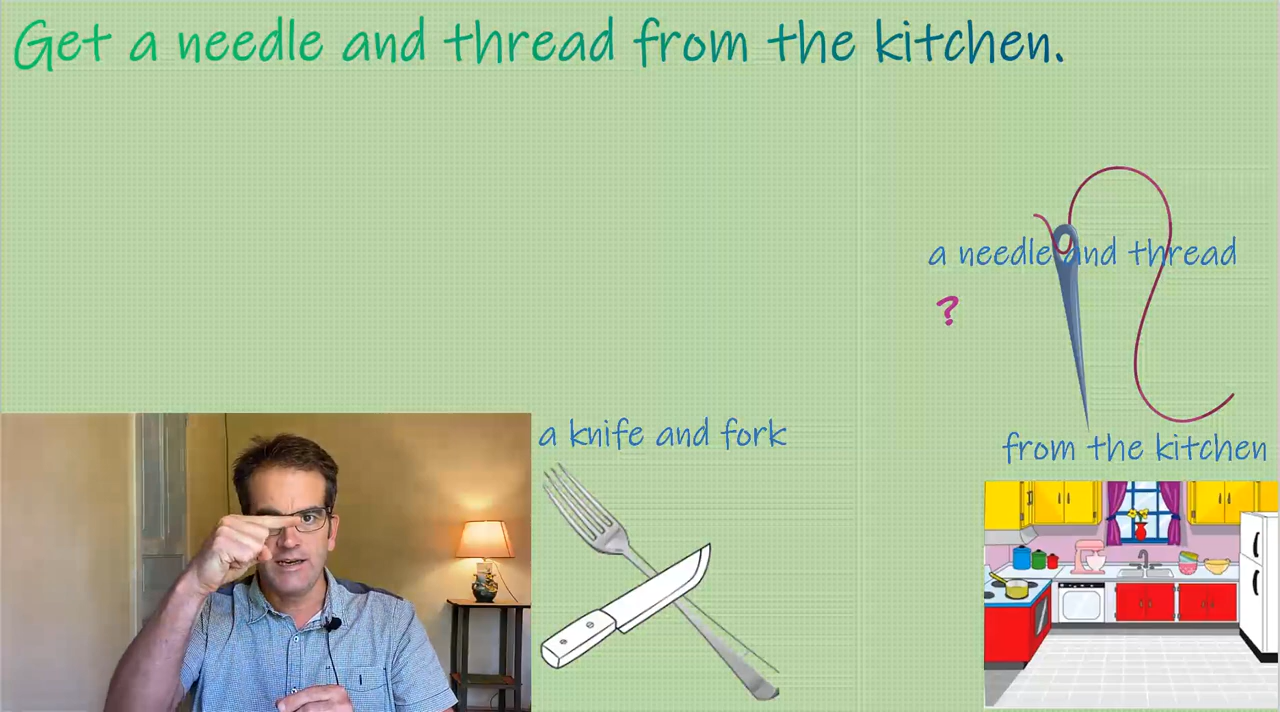 Get a needle and thread from the kitchen.
a needle and thread
?
a knife and fork
from the kitchen